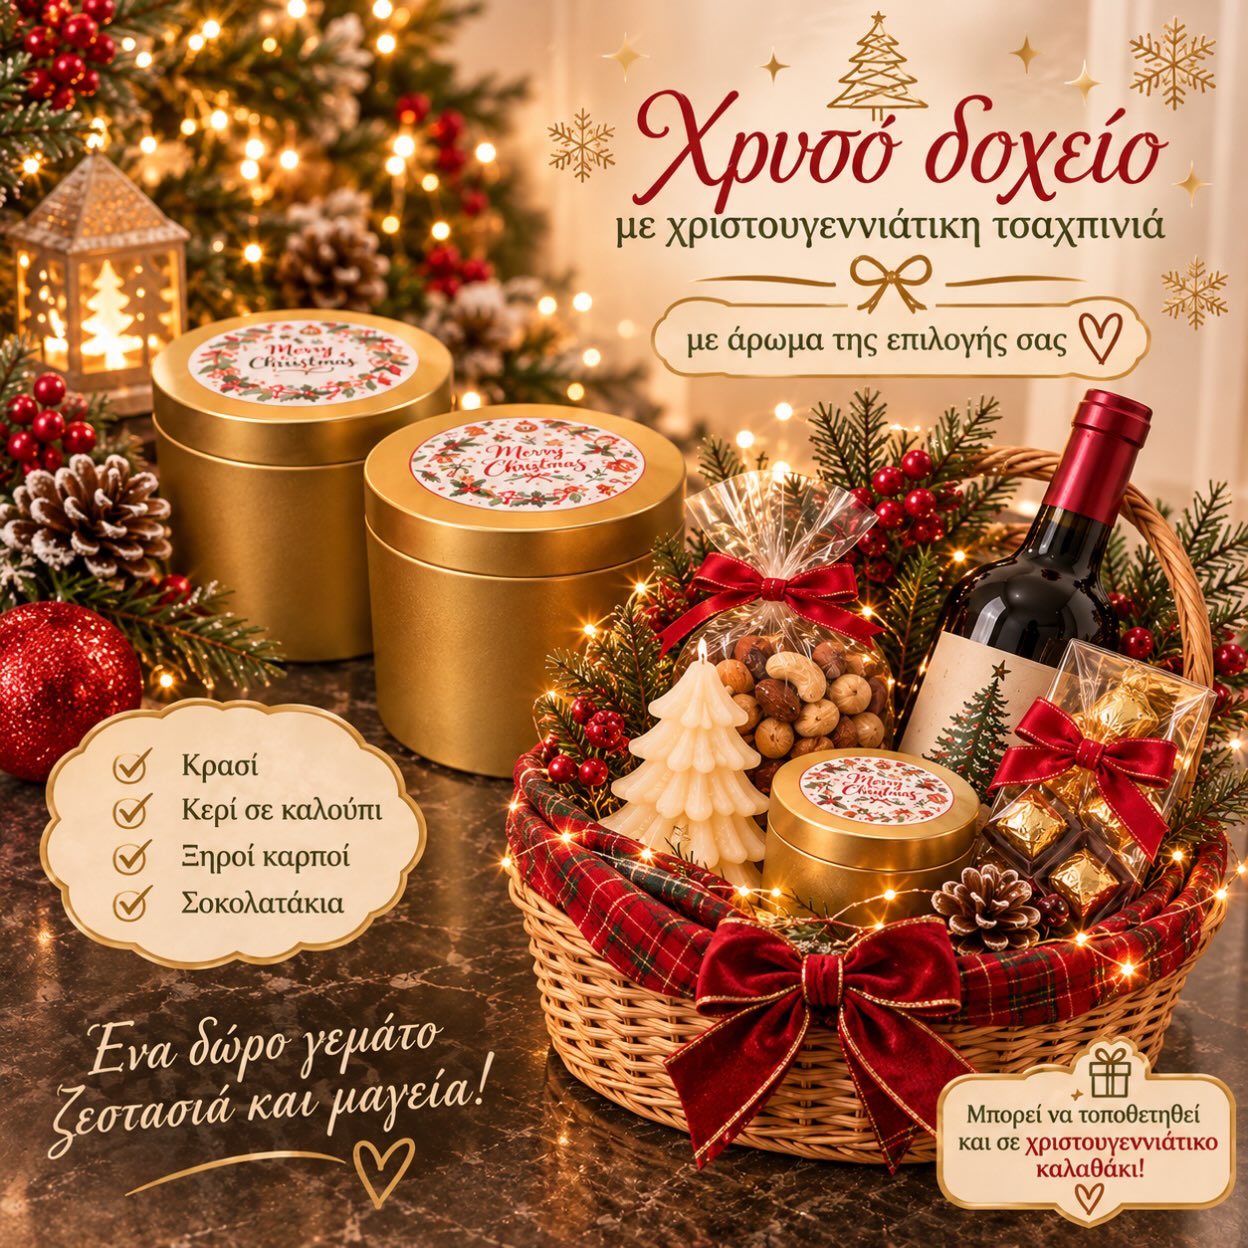 Χρυσό δοχείο
με χριστουγεννιάτικη τσαχπινιά
με άρωμα της επιλογής σας
Merry
Christmas
Merry
Christmas
Merry
Christmas
Κρασί
Κερί σε καλούπι
Ξηροί καρποί
Σοκολατάκια
Ένα δώρο γεμάτο
ζεστασιά και μαγεία!
Μπορεί να τοποθετηθεί
και σε χριστουγεννιάτικο
καλαθάκι!